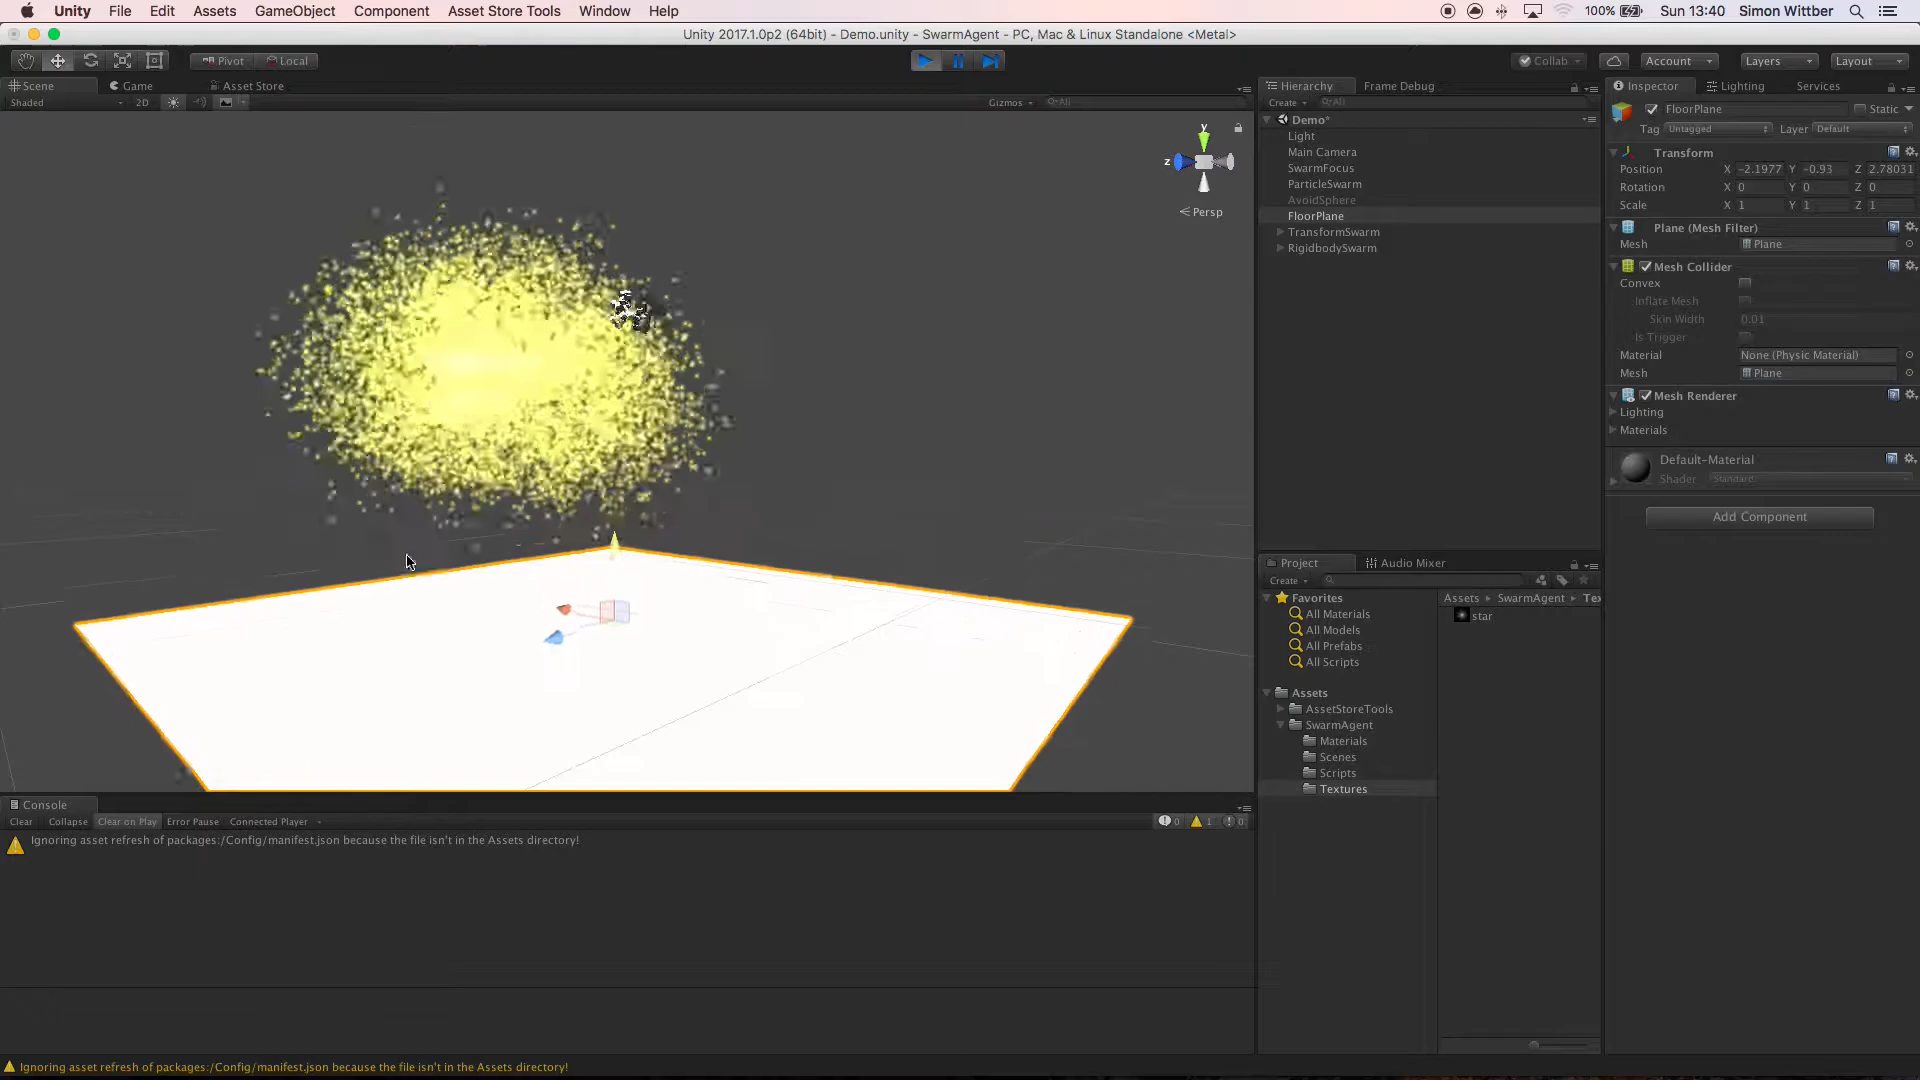 Unity File Edit Assets GameObject Component Asset Store Tools Window Help 100% Sun 13:40 Simon Wittber
Unity 2017.1.0p2 (64bit) - Demo.unity - SwarmAgent - PC, Mac & Linux Standalone <Metal>
Pivot Local Collab Account Layers Layout
Scene Game Asset Store
Shaded 2D Gizmos All
y
z
Persp
Hierarchy Frame Debug
Create All
Demo*
Light
Main Camera
SwarmFocus
ParticleSwarm
AvoidSphere
FloorPlane
TransformSwarm
RigidbodySwarm
Inspector Lighting Services
FloorPlane Static
Tag Untagged Layer Default
Transform
Position X -2.1977 Y -0.93 Z 2.78031
Rotation X 0 Y 0 Z 0
Scale X 1 Y 1 Z 1
Plane (Mesh Filter)
Mesh Plane
Mesh Collider
Convex
Inflate Mesh
Skin Width 0.01
Is Trigger
Material None (Physic Material)
Mesh Plane
Mesh Renderer
Lighting
Materials
Default-Material
Shader Standard
Add Component
Project Audio Mixer
Create
Favorites
All Materials
All Models
All Prefabs
All Scripts
Assets
AssetStoreTools
SwarmAgent
Materials
Scenes
Scripts
Textures
Assets SwarmAgent Tex
star
Console
Clear Collapse Clear on Play Error Pause Connected Player 0 1 0
Ignoring asset refresh of packages:/Config/manifest.json because the file isn't in the Assets directory!
Ignoring asset refresh of packages:/Config/manifest.json because the file isn't in the Assets directory!